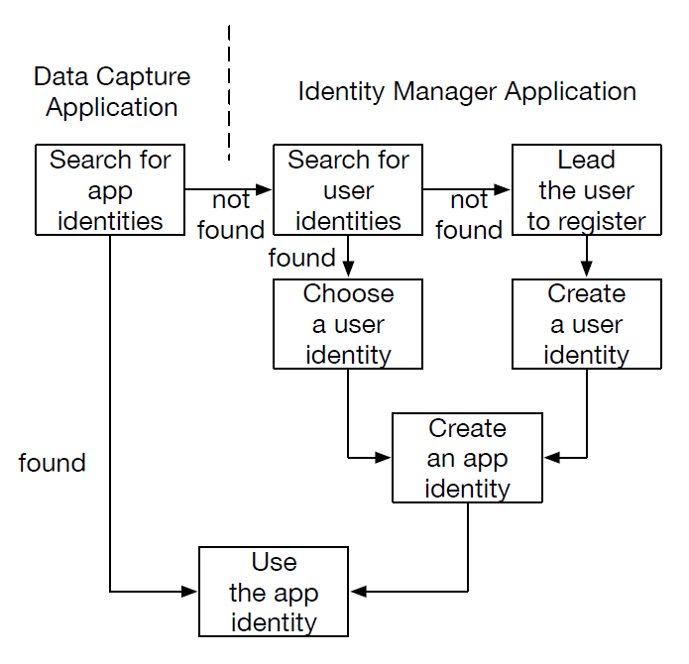 Data Capture
Application
Identity Manager Application
Search for
app
identities
not
found
Search for
user
identities
not
found
Lead
the user
to register
found
Choose
a user
identity
Create
a user
identity
found
Create
an app
identity
Use
the app
identity